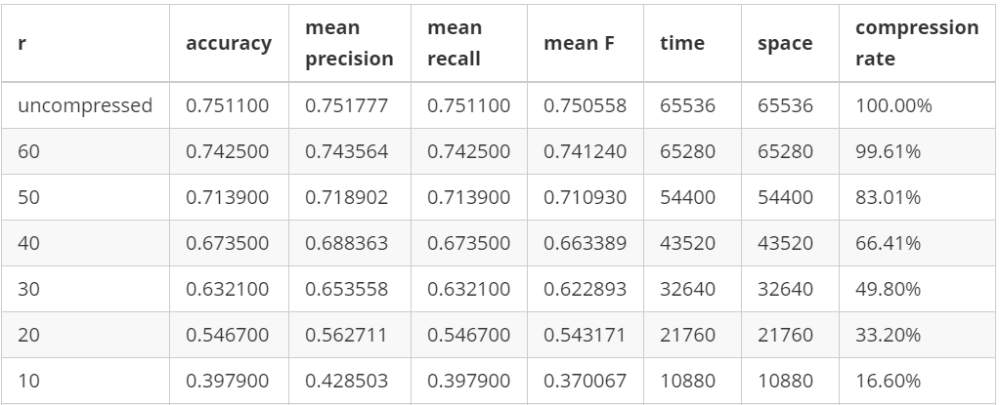 r accuracy mean precision mean recall mean F time space compression rate
uncompressed 0.751100 0.751777 0.751100 0.750558 65536 65536 100.00%
60 0.742500 0.743564 0.742500 0.741240 65280 65280 99.61%
50 0.713900 0.718902 0.713900 0.710930 54400 54400 83.01%
40 0.673500 0.688363 0.673500 0.663389 43520 43520 66.41%
30 0.632100 0.653558 0.632100 0.622893 32640 32640 49.80%
20 0.546700 0.562711 0.546700 0.543171 21760 21760 33.20%
10 0.397900 0.428503 0.397900 0.370067 10880 10880 16.60%